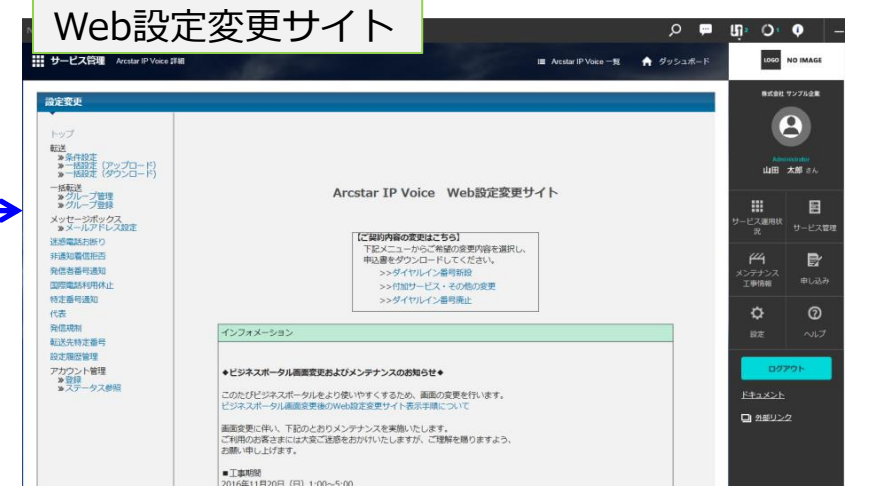 Web設定変更サイト
サービス管理 Arcstar IP Voice 詳細
Arcstar IP Voice 一覧 ダッシュボード
LOGO NO IMAGE
設定変更
トップ
転送
≫条件設定
≫一括設定（アップロード）
≫一括設定（ダウンロード）
一括転送
≫グループ管理
≫グループ登録
メッセージボックス
≫メールアドレス設定
迷惑電話お断り
非通知着信拒否
発信者番号通知
国際電話利用休止
特定番号通知
代表
発信規制
転送先特定番号
設定履歴管理
アカウント管理
≫登録
≫ステータス参照
Arcstar IP Voice Web設定変更サイト
【ご契約内容の変更はこちら】
下記メニューからご希望の変更内容を選択し、
申込書をダウンロードしてください。
>>ダイヤルイン番号新設
>>付加サービス・その他の変更
>>ダイヤルイン番号廃止
インフォメーション
◆ビジネスポータル画面変更およびメンテナンスのお知らせ◆
このたびビジネスポータルをより使いやすくするため、画面の変更を行います。
ビジネスポータル画面変更後のWeb設定変更サイト表示手順について
画面変更に伴い、下記のとおりメンテナンスを実施いたします。
ご利用のお客さまには大変ご迷惑をおかけいたしますが、ご理解を賜りますよう、
お願い申し上げます。
■工事期間
2016年11月20日（日）1:00～5:00
株式会社 サンプル企業
Administrator
山田 太郎 さん
サービス運用状
況
サービス管理
メンテナンス
工事情報
申し込み
設定
ヘルプ
ログアウト
ドキュメント
外部リンク